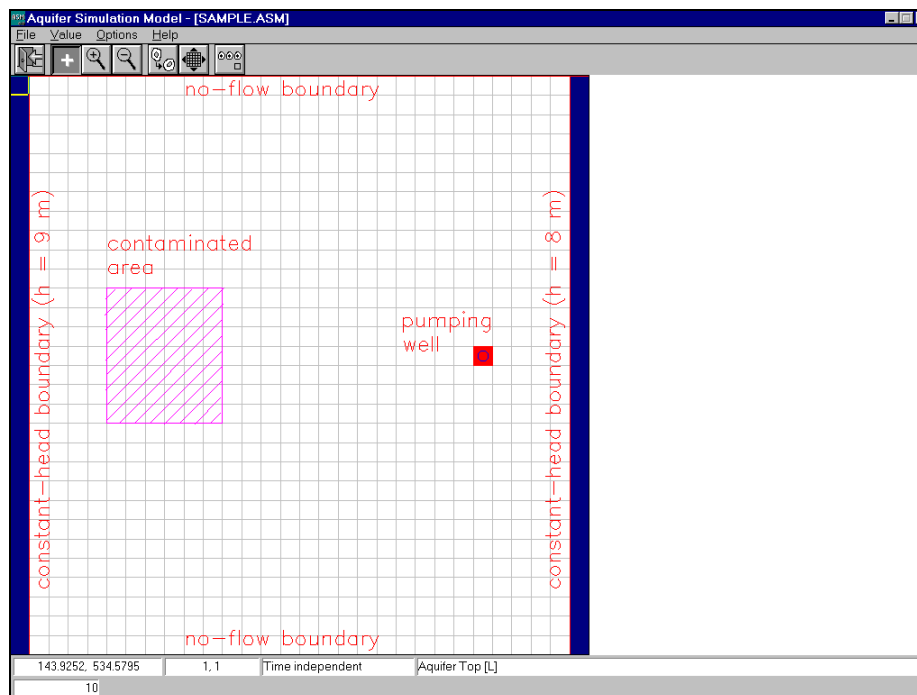 Aquifer Simulation Model - [SAMPLE.ASM]
File Value Options Help
no-flow boundary
constant-head boundary (h = 9 m)
contaminated
area
pumping
well
constant-head boundary (h = 8 m)
no-flow boundary
143.9252, 534.5795 1, 1 Time independent Aquifer Top [L]
10